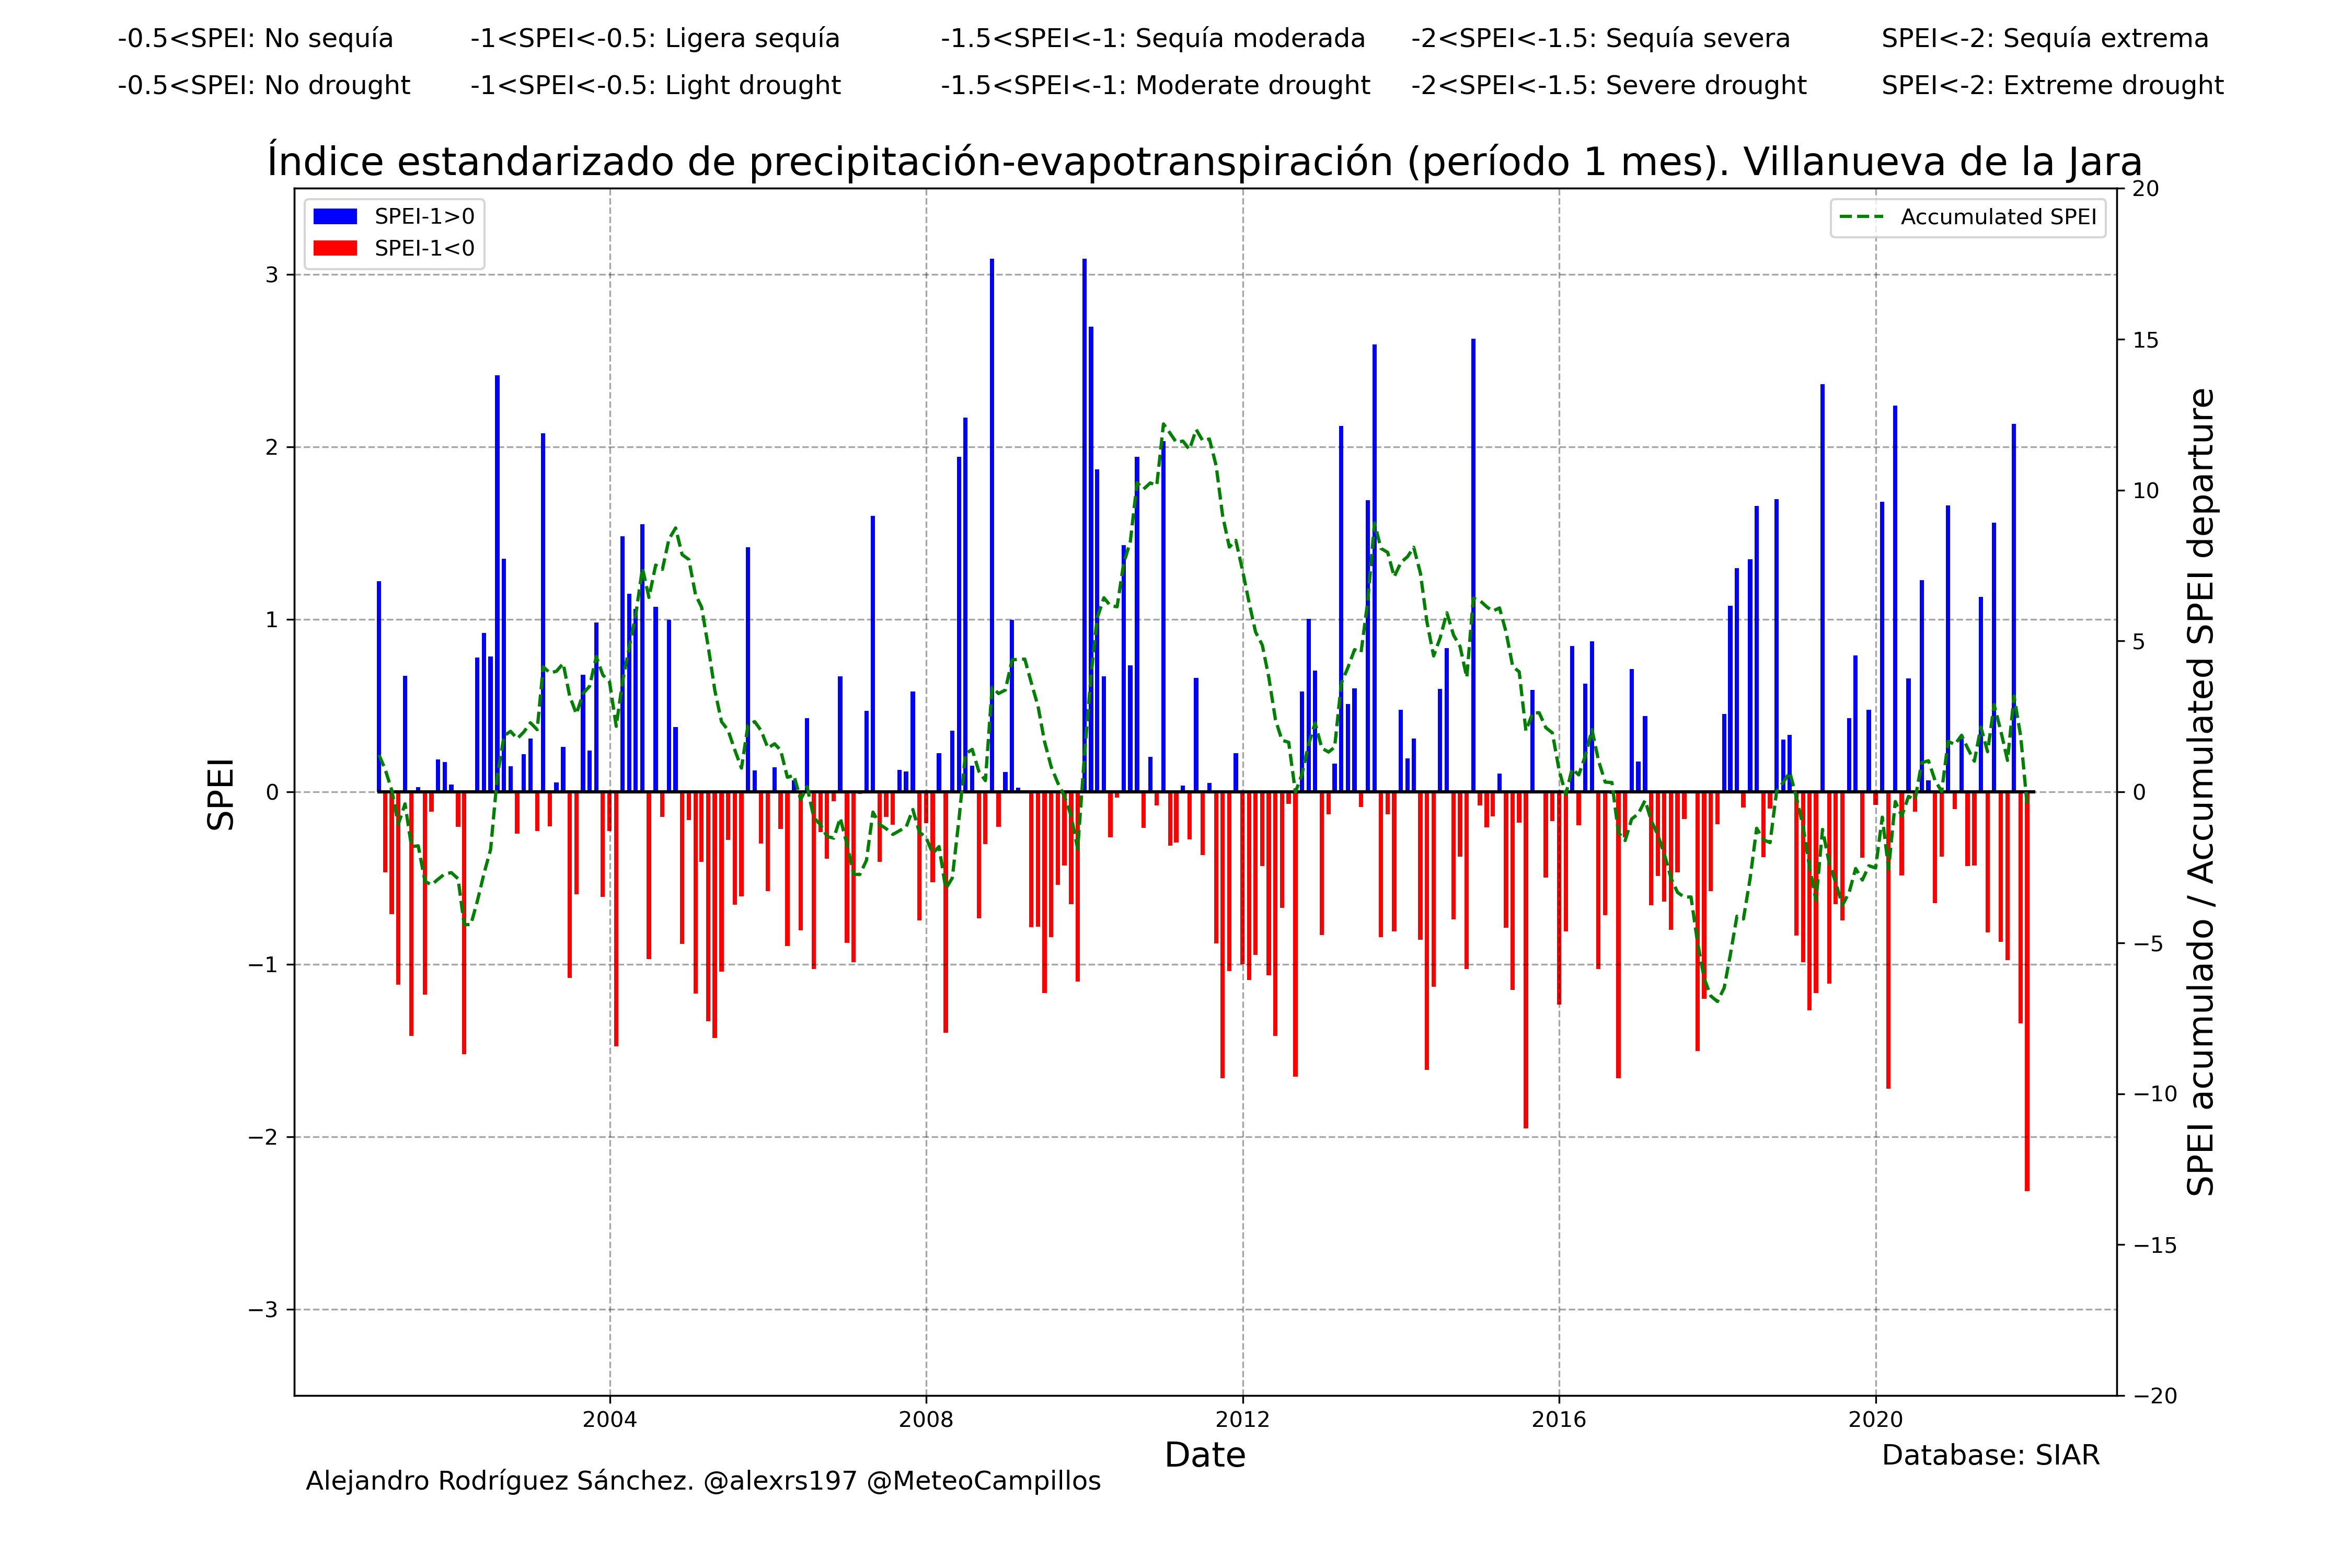 -0.5<SPEI: No sequía -1<SPEI<-0.5: Ligera sequía -1.5<SPEI<-1: Sequía moderada -2<SPEI<-1.5: Sequía severa SPEI<-2: Sequía extrema
-0.5<SPEI: No drought -1<SPEI<-0.5: Light drought -1.5<SPEI<-1: Moderate drought -2<SPEI<-1.5: Severe drought SPEI<-2: Extreme drought
Índice estandarizado de precipitación-evapotranspiración (período 1 mes). Villanueva de la Jara
SPEI-1>0
SPEI-1<0
Accumulated SPEI
SPEI
3
2
1
0
−1
−2
−3
20
15
10
5
0
−5
−10
−15
−20
SPEI acumulado / Accumulated SPEI departure
2004 2008 2012 2016 2020
Date
Database: SIAR
Alejandro Rodríguez Sánchez. @alexrs197 @MeteoCampillos